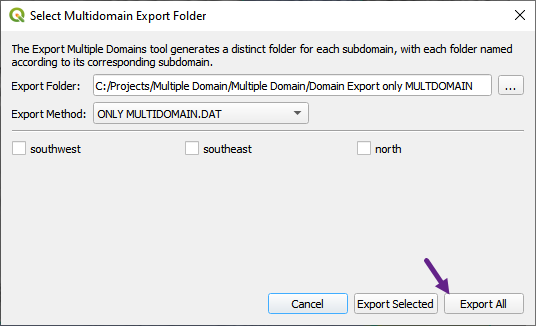 Select Multidomain Export Folder
The Export Multiple Domains tool generates a distinct folder for each subdomain, with each folder named
according to its corresponding subdomain.
Export Folder: C:/Projects/Multiple Domain/Multiple Domain/Domain Export only MULTDOMAIN ...
Export Method: ONLY MULTIDOMAIN.DAT
southwest southeast north
Cancel Export Selected Export All